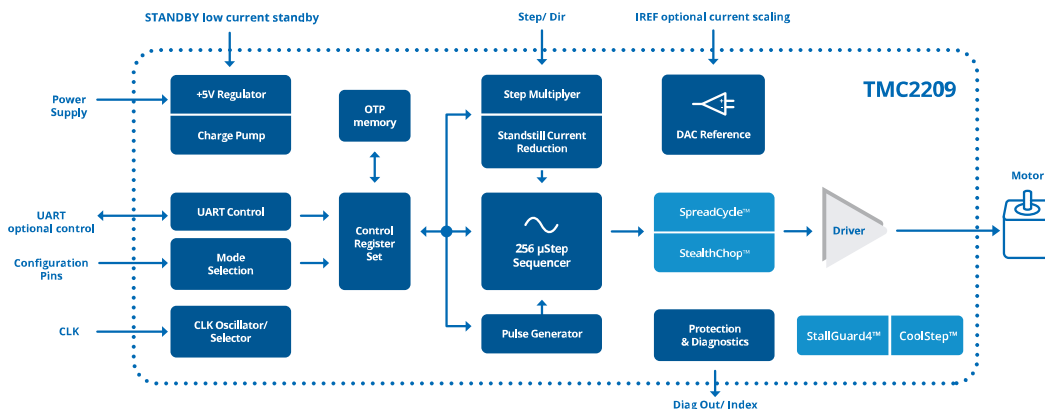 STANDBY low current standby
Step/ Dir
IREF optional current scaling
TMC2209
Power
Supply
+5V Regulator
Charge Pump
OTP
memory
Step Multiplyer
Standstill Current
Reduction
DAC Reference
Motor
UART
optional control
UART Control
Control
Register
Set
256 µStep
Sequencer
SpreadCycle™
StealthChop™
Driver
Configuration
Pins
Mode
Selection
CLK
CLK Oscillator/
Selector
Pulse Generator
Protection
& Diagnostics
StallGuard4™
CoolStep™
Diag Out/ Index